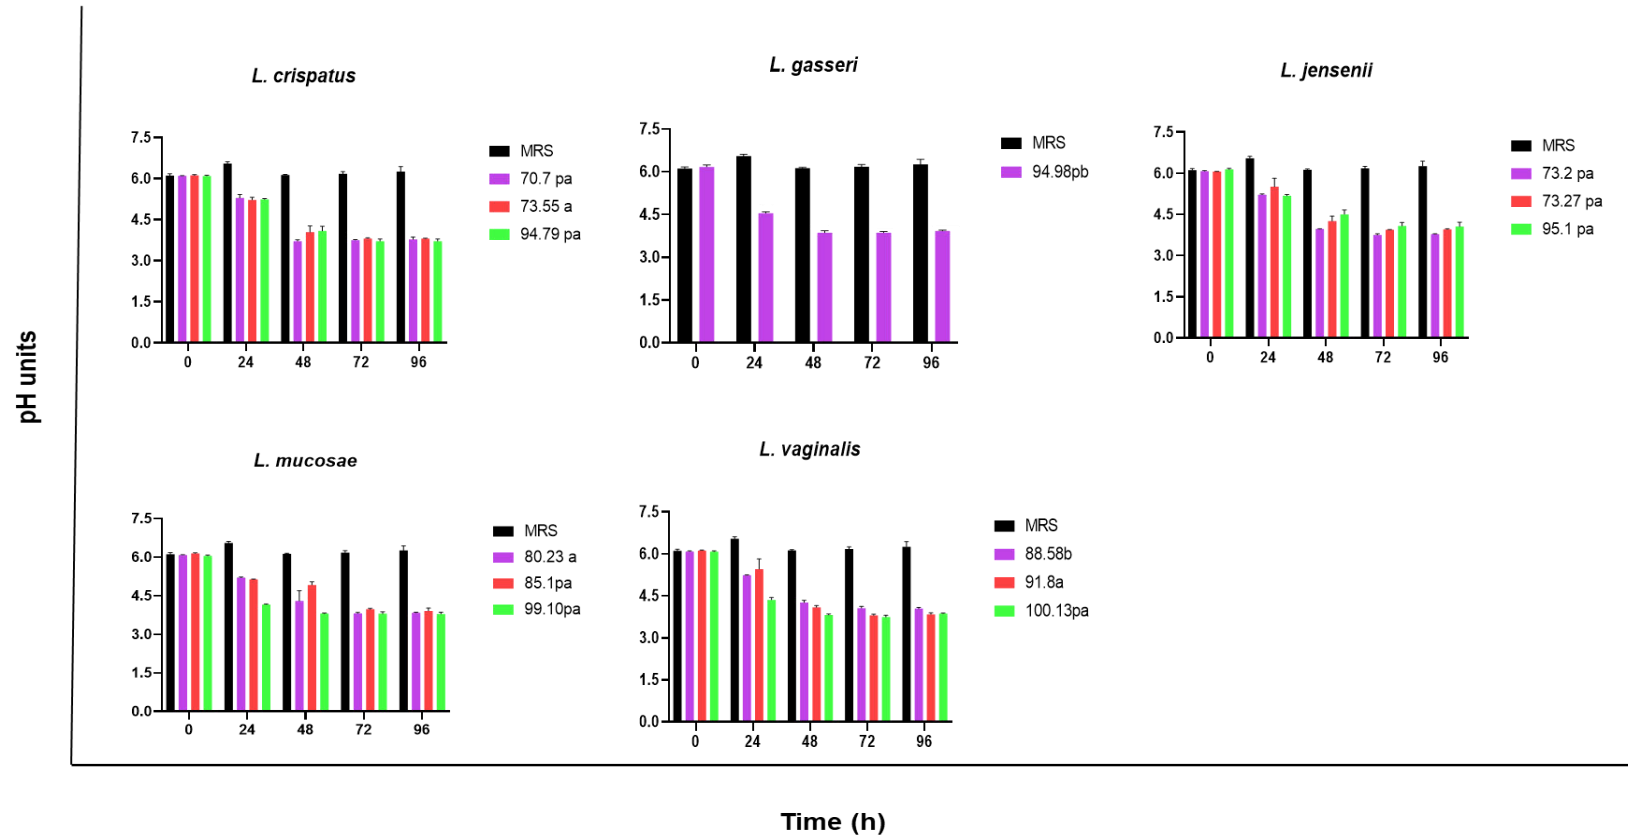 L. crispatus
7.5
6.0
4.5
3.0
1.5
0.0
0 24 48 72 96
MRS
70.7 pa
73.55 a
94.79 pa
L. gasseri
7.5
6.0
4.5
3.0
1.5
0.0
0 24 48 72 96
MRS
94.98pb
L. jensenii
7.5
6.0
4.5
3.0
1.5
0.0
0 24 48 72 96
MRS
73.2 pa
73.27 pa
95.1 pa
pH units
L. mucosae
7.5
6.0
4.5
3.0
1.5
0.0
0 24 48 72 96
MRS
80.23 a
85.1pa
99.10pa
L. vaginalis
7.5
6.0
4.5
3.0
1.5
0.0
0 24 48 72 96
MRS
88.58b
91.8a
100.13pa
Time (h)